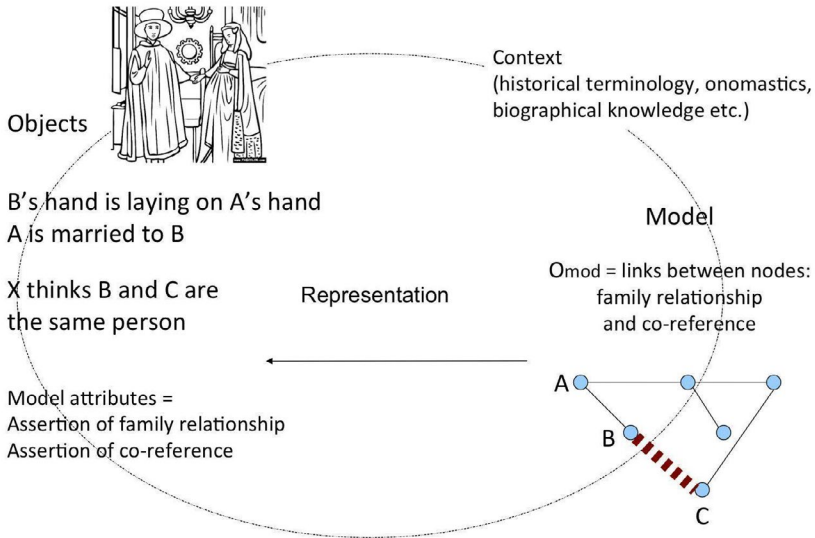 Context
(historical terminology, onomastics,
biographical knowledge etc.)
Objects
B's hand is laying on A's hand
A is married to B
X thinks B and C are
the same person
Model attributes =
Assertion of family relationship
Assertion of co-reference
Representation
Model
Omod = links between nodes:
family relationship
and co-reference
A
B
C